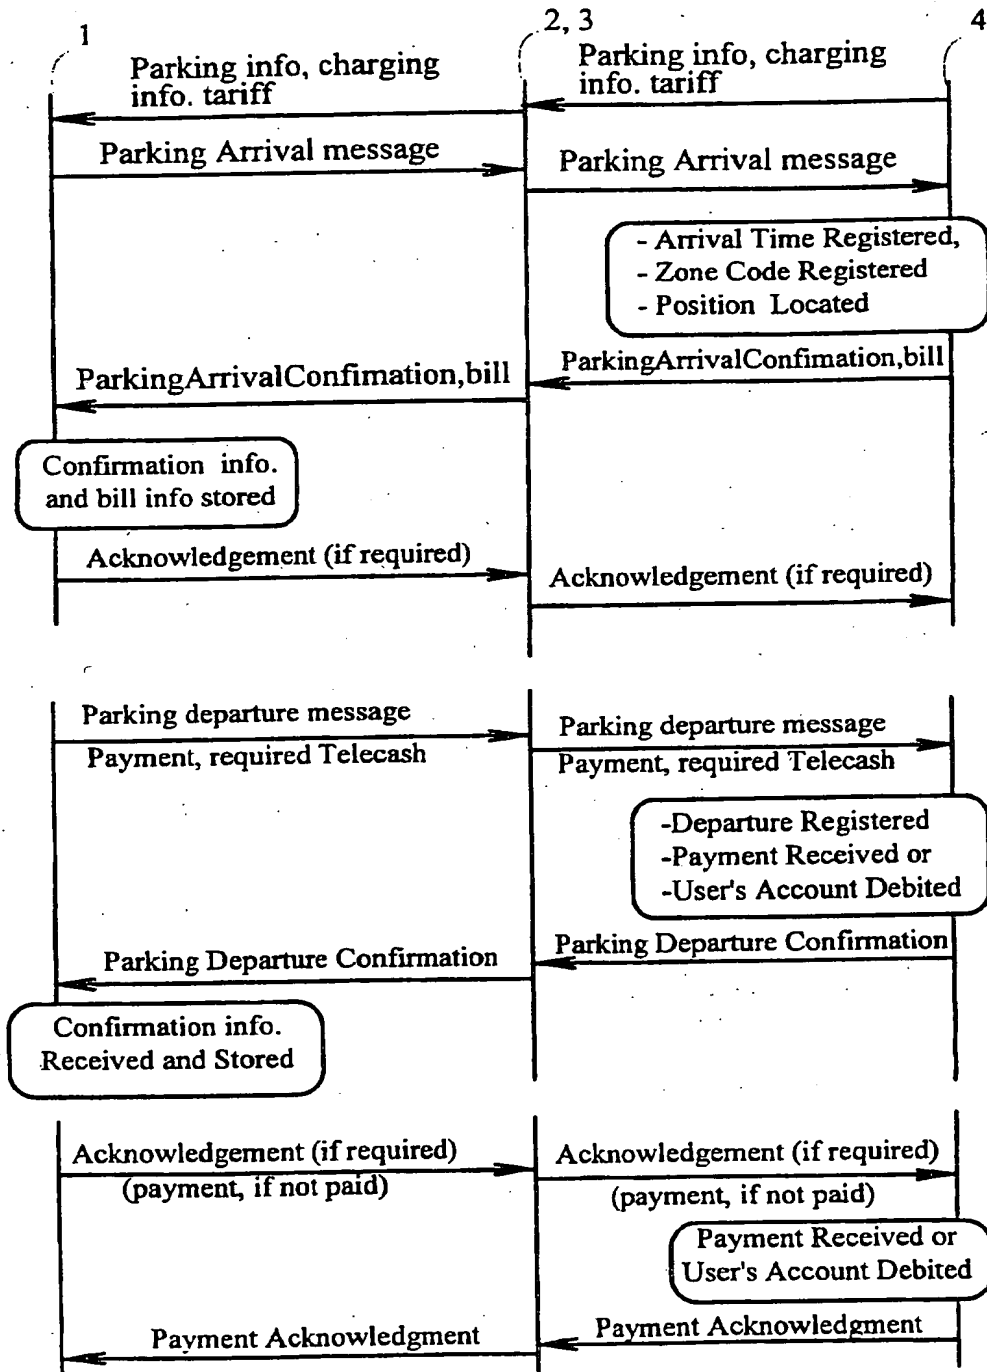 1
2, 3
4
Parking info, charging
info. tariff
Parking info, charging
info. tariff
Parking Arrival message
Parking Arrival message
- Arrival Time Registered,
- Zone Code Registered
- Position Located
ParkingArrivalConfimation,bill
ParkingArrivalConfimation,bill
Confirmation info.
and bill info stored
Acknowledgement (if required)
Acknowledgement (if required)
Parking departure message
Payment, required Telecash
Parking departure message
Payment, required Telecash
-Departure Registered
-Payment Received or
-User's Account Debited
Parking Departure Confirmation
Parking Departure Confirmation
Confirmation info.
Received and Stored
Acknowledgement (if required)
(payment, if not paid)
Acknowledgement (if required)
(payment, if not paid)
Payment Received or
User's Account Debited
Payment Acknowledgment
Payment Acknowledgment